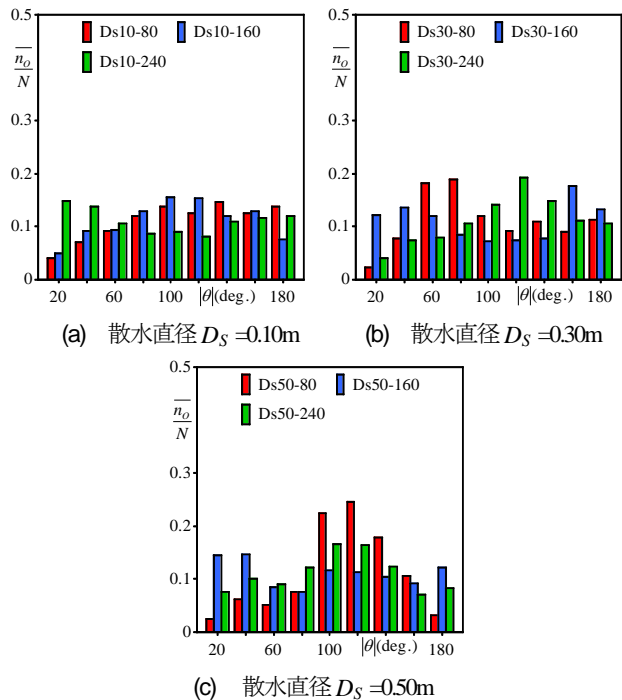 0.5
Ds10-80 Ds10-160
Ds10-240
n_o
N
0.3
0.2
0.1
0
20 60 100 |θ|(deg.) 180
(a) 散水直径 D_S =0.10m
0.5
Ds30-80 Ds30-160
Ds30-240
n_o
N
0.3
0.2
0.1
0
20 60 100 |θ|(deg.) 180
(b) 散水直径 D_S =0.30m
0.5
Ds50-80 Ds50-160
Ds50-240
n_o
N
0.3
0.2
0.1
0
20 60 100 |θ|(deg.) 180
(c) 散水直径 D_S =0.50m